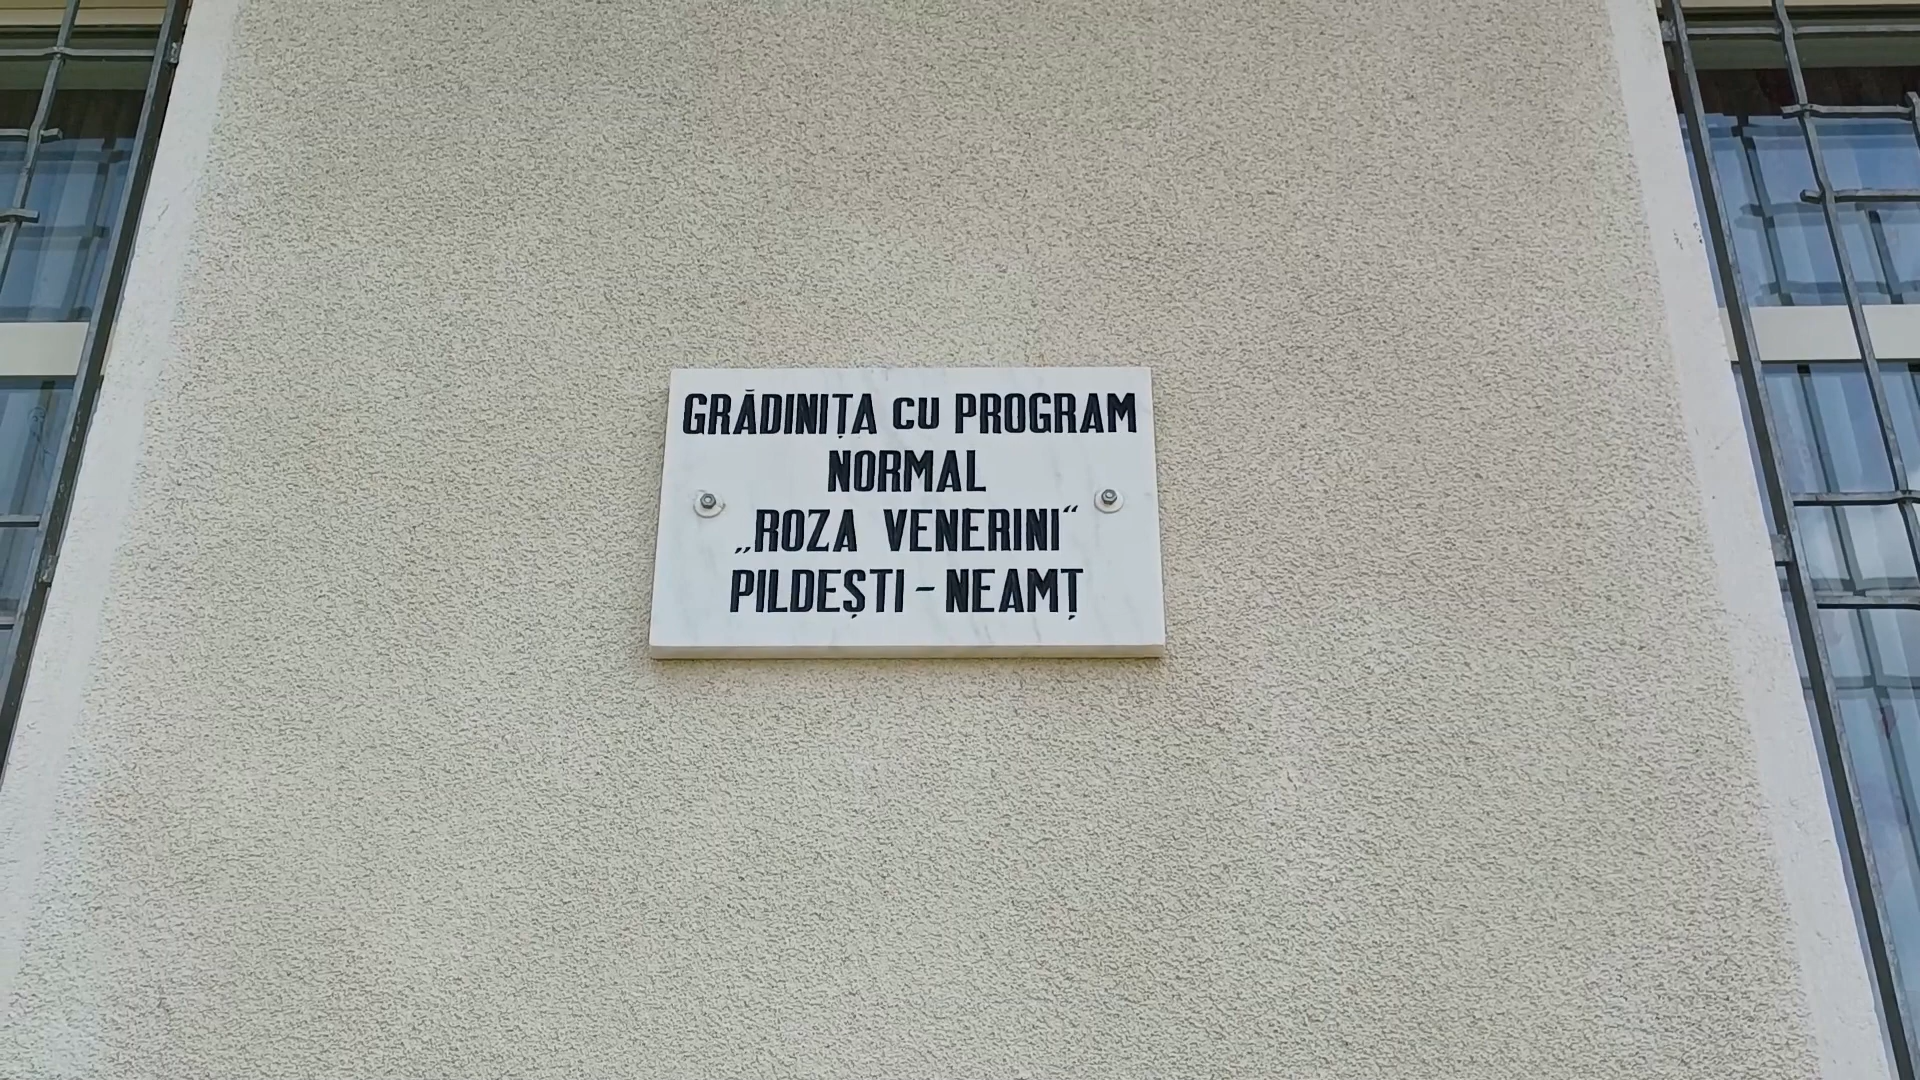 GRĂDINIȚA CU PROGRAM
NORMAL
„ROZA VENERINI“
PILDEȘTI - NEAMȚ